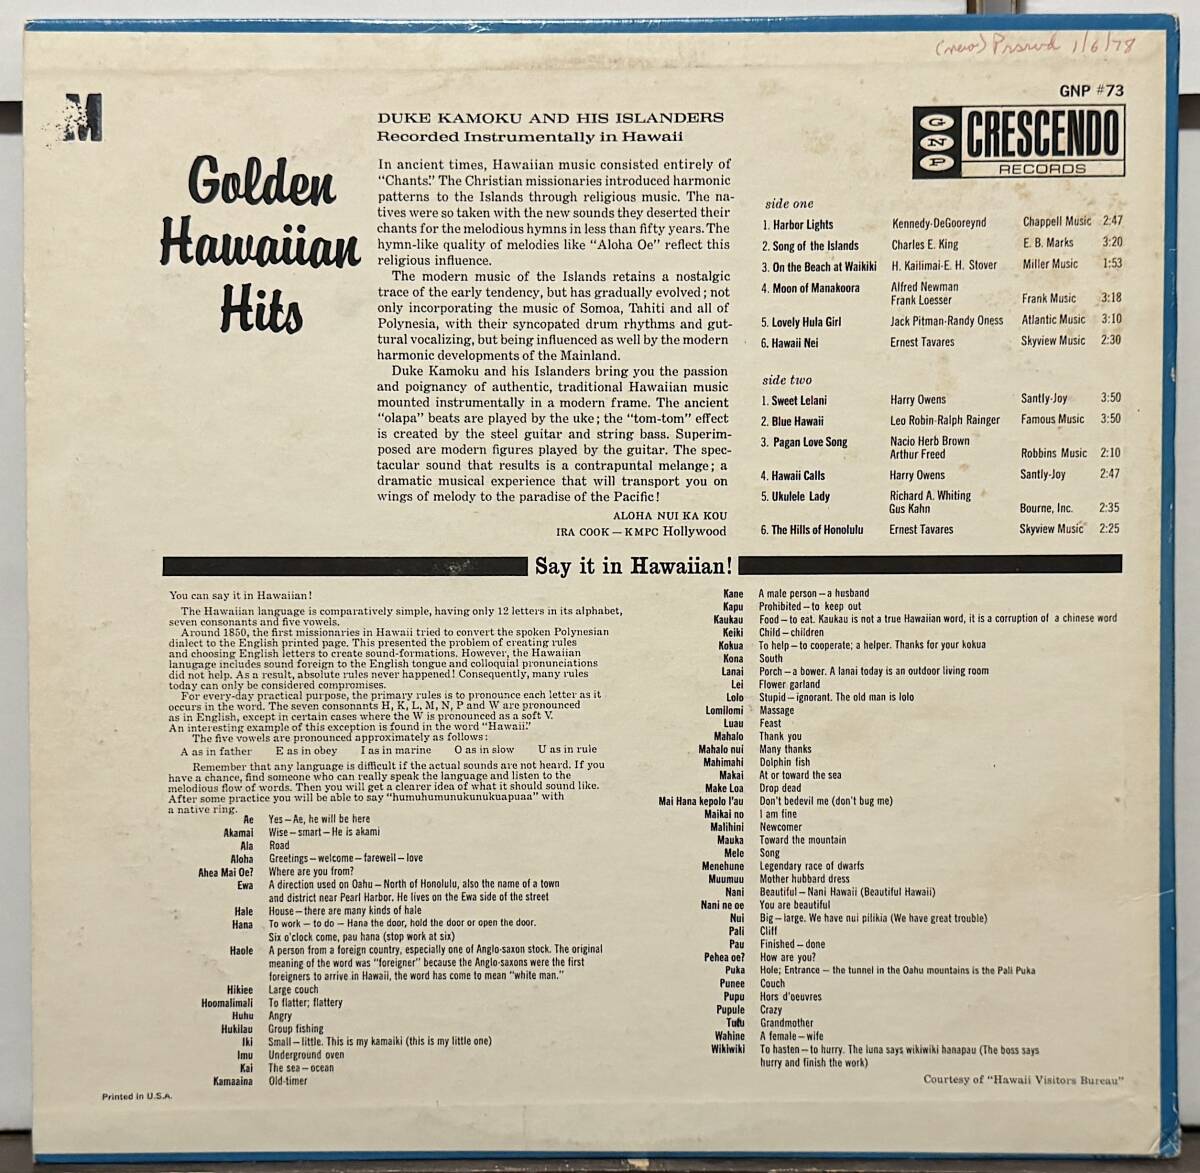 (new) Prsrvd 1/6/78
M
GNP #73
GNP
CRESCENDO
RECORDS
Golden
Hawaiian
Hits
DUKE KAMOKU AND HIS ISLANDERS
Recorded Instrumentally in Hawaii
In ancient times, Hawaiian music consisted entirely of
"Chants." The Christian missionaries introduced harmonic
patterns to the Islands through religious music. The na-
tives were so taken with the new sounds they deserted their
chants for the melodious hymns in less than fifty years. The
hymn-like quality of melodies like "Aloha Oe" reflect this
religious influence.
The modern music of the Islands retains a nostalgic
trace of the early tendency, but has gradually evolved; not
only incorporating the music of Somoa, Tahiti and all of
Polynesia, with their syncopated drum rhythms and gut-
tural vocalizing, but being influenced as well by the modern
harmonic developments of the Mainland.
Duke Kamoku and his Islanders bring you the passion
and poignancy of authentic, traditional Hawaiian music
mounted instrumentally in a modern frame. The ancient
"olapa" beats are played by the uke; the "tom-tom" effect
is created by the steel guitar and string bass. Superim-
posed are modern figures played by the guitar. The spec-
tacular sound that results is a contrapuntal melange; a
dramatic musical experience that will transport you on
wings of melody to the paradise of the Pacific!
ALOHA NUI KA KOU
IRA COOK—KMPC Hollywood
side one
1. Harbor Lights Kennedy-DeGooreynd Chappell Music 2:47
2. Song of the Islands Charles E. King E. B. Marks 3:20
3. On the Beach at Waikiki H. Kailimai-E. H. Stover Miller Music 1:53
4. Moon of Manakoora Alfred Newman
Frank Loesser Frank Music 3:18
5. Lovely Hula Girl Jack Pitman-Randy Oness Atlantic Music 3:10
6. Hawaii Nei Ernest Tavares Skyview Music 2:30
side two
1. Sweet Lelani Harry Owens Santly-Joy 3:50
2. Blue Hawaii Leo Robin-Ralph Rainger Famous Music 3:50
3. Pagan Love Song Nacio Herb Brown
Arthur Freed Robbins Music 2:10
4. Hawaii Calls Harry Owens Santly-Joy 2:47
5. Ukulele Lady Richard A. Whiting
Gus Kahn Bourne, Inc. 2:35
6. The Hills of Honolulu Ernest Tavares Skyview Music 2:25
Say it in Hawaiian!
You can say it in Hawaiian!
The Hawaiian language is comparatively simple, having only 12 letters in its alphabet,
seven consonants and five vowels.
Around 1850, the first missionaries in Hawaii tried to convert the spoken Polynesian
dialect to the English printed page. This presented the problem of creating rules
and choosing English letters to create sound-formations. However, the Hawaiian
lanugage includes sound foreign to the English tongue and colloquial pronunciations
did not help. As a result, absolute rules never happened! Consequently, many rules
today can only be considered compromises.
For every-day practical purpose, the primary rules is to pronounce each letter as it
occurs in the word. The seven consonants H, K, L, M, N, P and W are pronounced
as in English, except in certain cases where the W is pronounced as a soft V.
An interesting example of this exception is found in the word "Hawaii."
The five vowels are pronounced approximately as follows:
A as in father E as in obey I as in marine O as in slow U as in rule
Remember that any language is difficult if the actual sounds are not heard. If you
have a chance, find someone who can really speak the language and listen to the
melodious flow of words. Then you will get a clearer idea of what it should sound like.
After some practice you will be able to say "humuhumunukunukuapuaa" with
a native ring.
Ae Yes—Ae, he will be here
Akamai Wise—smart—He is akami
Ala Road
Aloha Greetings—welcome—farewell—love
Ahea Mai Oe? Where are you from?
Ewa A direction used on Oahu—North of Honolulu, also the name of a town
and district near Pearl Harbor. He lives on the Ewa side of the street
Hale House—there are many kinds of hale
Hana To work—to do—Hana the door, hold the door or open the door.
Six o'clock come, pau hana (stop work at six)
Haole A person from a foreign country, especially one of Anglo-saxon stock. The original
meaning of the word was "foreigner" because the Anglo-saxons were the first
foreigners to arrive in Hawaii, the word has come to mean "white man."
Hikiee Large couch
Hoomalimali To flatter; flattery
Huhu Angry
Hukilau Group fishing
Iki Small—little. This is my kamaiki (this is my little one)
Imu Underground oven
Kai The sea—ocean
Kamaaina Old-timer
Kane A male person—a husband
Kapu Prohibited—to keep out
Kaukau Food—to eat. Kaukau is not a true Hawaiian word, it is a corruption of a chinese word
Keiki Child—children
Kokua To help—to cooperate; a helper. Thanks for your kokua
Kona South
Lanai Porch—a bower. A lanai today is an outdoor living room
Lei Flower garland
Lolo Stupid—ignorant. The old man is lolo
Lomilomi Massage
Luau Feast
Mahalo Thank you
Mahalo nui Many thanks
Mahimahi Dolphin fish
Makai At or toward the sea
Make Loa Drop dead
Mai Hana kepolo I'au Don't bedevil me (don't bug me)
Maikai no I am fine
Malihini Newcomer
Mauka Toward the mountain
Mele Song
Menehune Legendary race of dwarfs
Muumuu Mother hubbard dress
Nani Beautiful—Nani Hawaii (Beautiful Hawaii)
Nani ne oe You are beautiful
Nui Big—large. We have nui pilikia (We have great trouble)
Pali Cliff
Pau Finished—done
Pehea oe? How are you?
Puka Hole; Entrance—the tunnel in the Oahu mountains is the Pali Puka
Punee Couch
Pupu Hors d'oeuvres
Pupule Crazy
Tutu Grandmother
Wahine A female—wife
Wikiwiki To hasten—to hurry. The luna says wikiwiki hanapau (The boss says
hurry and finish the work)
Courtesy of "Hawaii Visitors Bureau"
Printed in U.S.A.